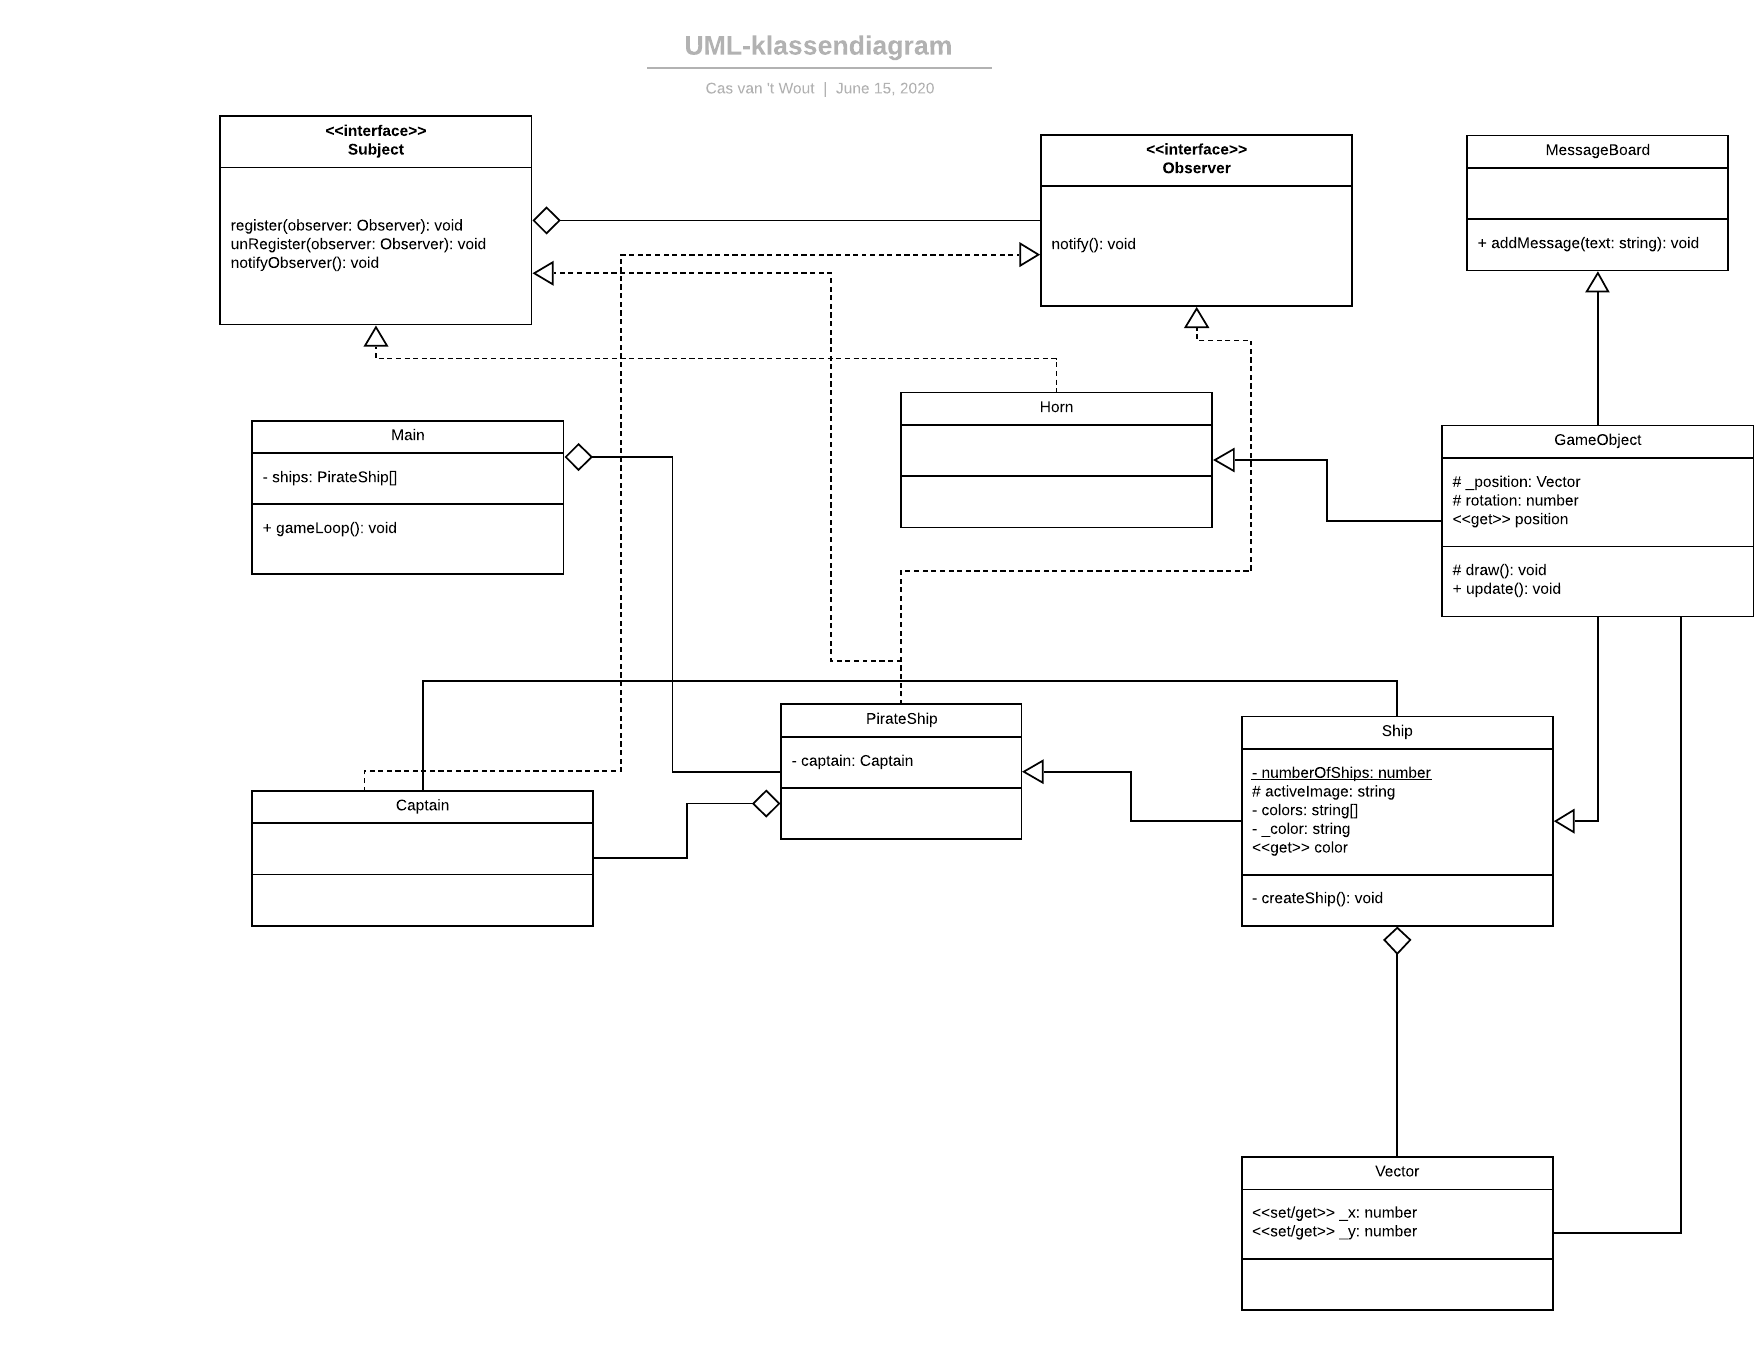 UML-klassendiagram
Cas van 't Wout | June 15, 2020
<<interface>>
Subject
register(observer: Observer): void
unRegister(observer: Observer): void
notifyObserver(): void
<<interface>>
Observer
notify(): void
MessageBoard
+ addMessage(text: string): void
Horn
Main
- ships: PirateShip[]
+ gameLoop(): void
GameObject
# _position: Vector
# rotation: number
<<get>> position
# draw(): void
+ update(): void
PirateShip
- captain: Captain
Ship
- numberOfShips: number
# activeImage: string
- colors: string[]
- _color: string
<<get>> color
- createShip(): void
Captain
Vector
<<set/get>> _x: number
<<set/get>> _y: number